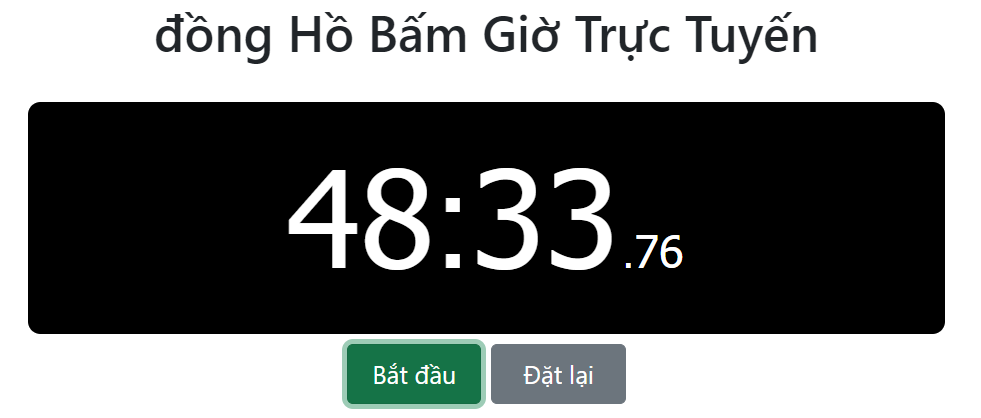 đồng Hồ Bấm Giờ Trực Tuyến
48:33.76
Bắt đầu Đặt lại